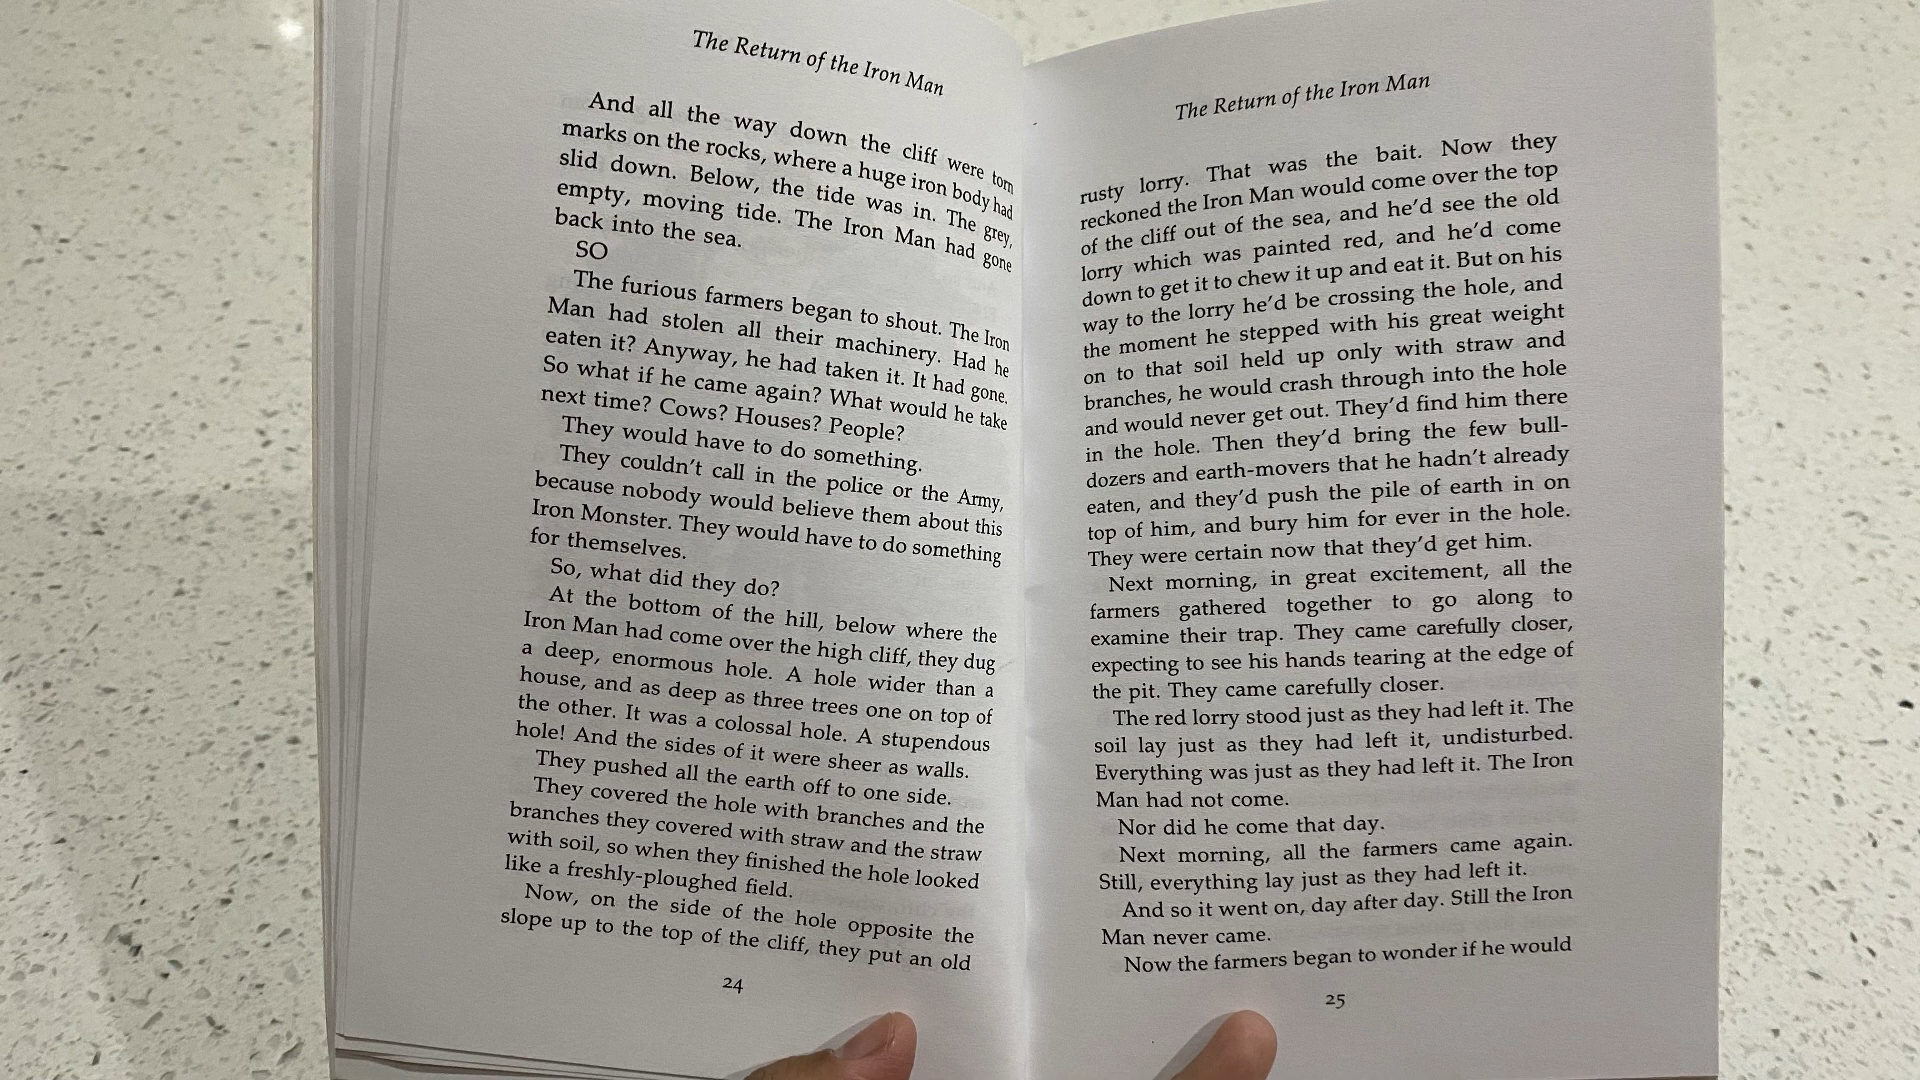 The Return of the Iron Man
And all the way down the cliff were torn
marks on the rocks, where a huge iron body had
slid down. Below, the tide was in. The grey,
empty, moving tide. The Iron Man had gone
back into the sea.
SO
The furious farmers began to shout. The Iron
Man had stolen all their machinery. Had he
eaten it? Anyway, he had taken it. It had gone.
So what if he came again? What would he take
next time? Cows? Houses? People?
They would have to do something.
They couldn't call in the police or the Army,
because nobody would believe them about this
Iron Monster. They would have to do something
for themselves.
So, what did they do?
At the bottom of the hill, below where the
Iron Man had come over the high cliff, they dug
a deep, enormous hole. A hole wider than a
house, and as deep as three trees one on top of
the other. It was a colossal hole. A stupendous
hole! And the sides of it were sheer as walls.
They pushed all the earth off to one side.
They covered the hole with branches and the
branches they covered with straw and the straw
with soil, so when they finished the hole looked
like a freshly-ploughed field.
Now, on the side of the hole opposite the
slope up to the top of the cliff, they put an old
24
The Return of the Iron Man
rusty lorry. That was the bait. Now they
reckoned the Iron Man would come over the top
of the cliff out of the sea, and he'd see the old
lorry which was painted red, and he'd come
down to get it to chew it up and eat it. But on his
way to the lorry he'd be crossing the hole, and
the moment he stepped with his great weight
on to that soil held up only with straw and
branches, he would crash through into the hole
and would never get out. They'd find him there
in the hole. Then they'd bring the few bull-
dozers and earth-movers that he hadn't already
eaten, and they'd push the pile of earth in on
top of him, and bury him for ever in the hole.
They were certain now that they'd get him.
Next morning, in great excitement, all the
farmers gathered together to go along to
examine their trap. They came carefully closer,
expecting to see his hands tearing at the edge of
the pit. They came carefully closer.
The red lorry stood just as they had left it. The
soil lay just as they had left it, undisturbed.
Everything was just as they had left it. The Iron
Man had not come.
Nor did he come that day.
Next morning, all the farmers came again.
Still, everything lay just as they had left it.
And so it went on, day after day. Still the Iron
Man never came.
Now the farmers began to wonder if he would
25